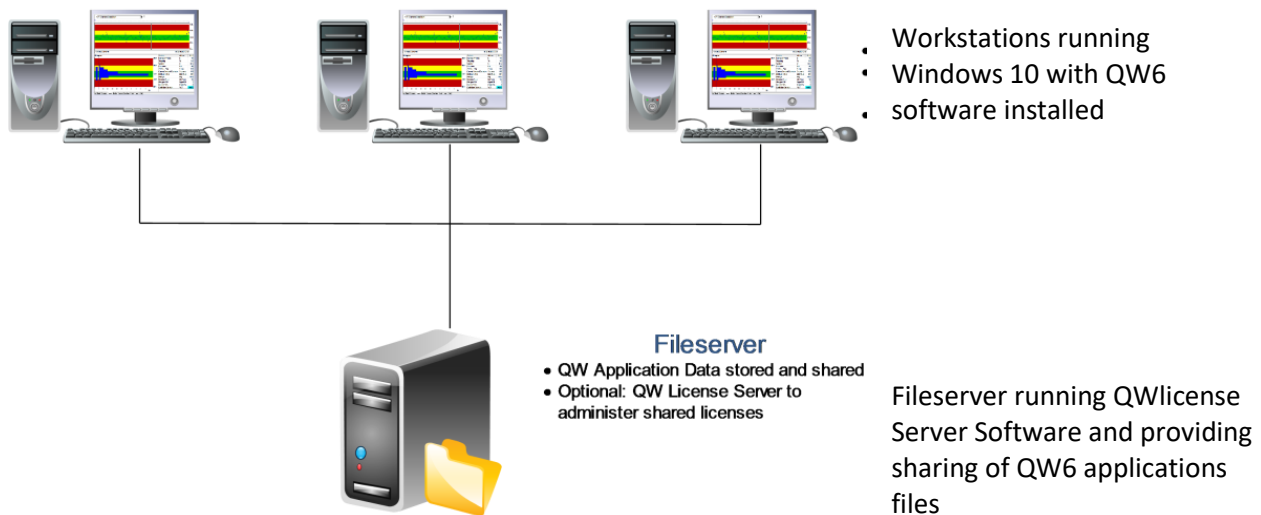 Workstations running
Windows 10 with QW6
software installed
Fileserver
• QW Application Data stored and shared
• Optional: QW License Server to
administer shared licenses
Fileserver running QWlicense
Server Software and providing
sharing of QW6 applications
files